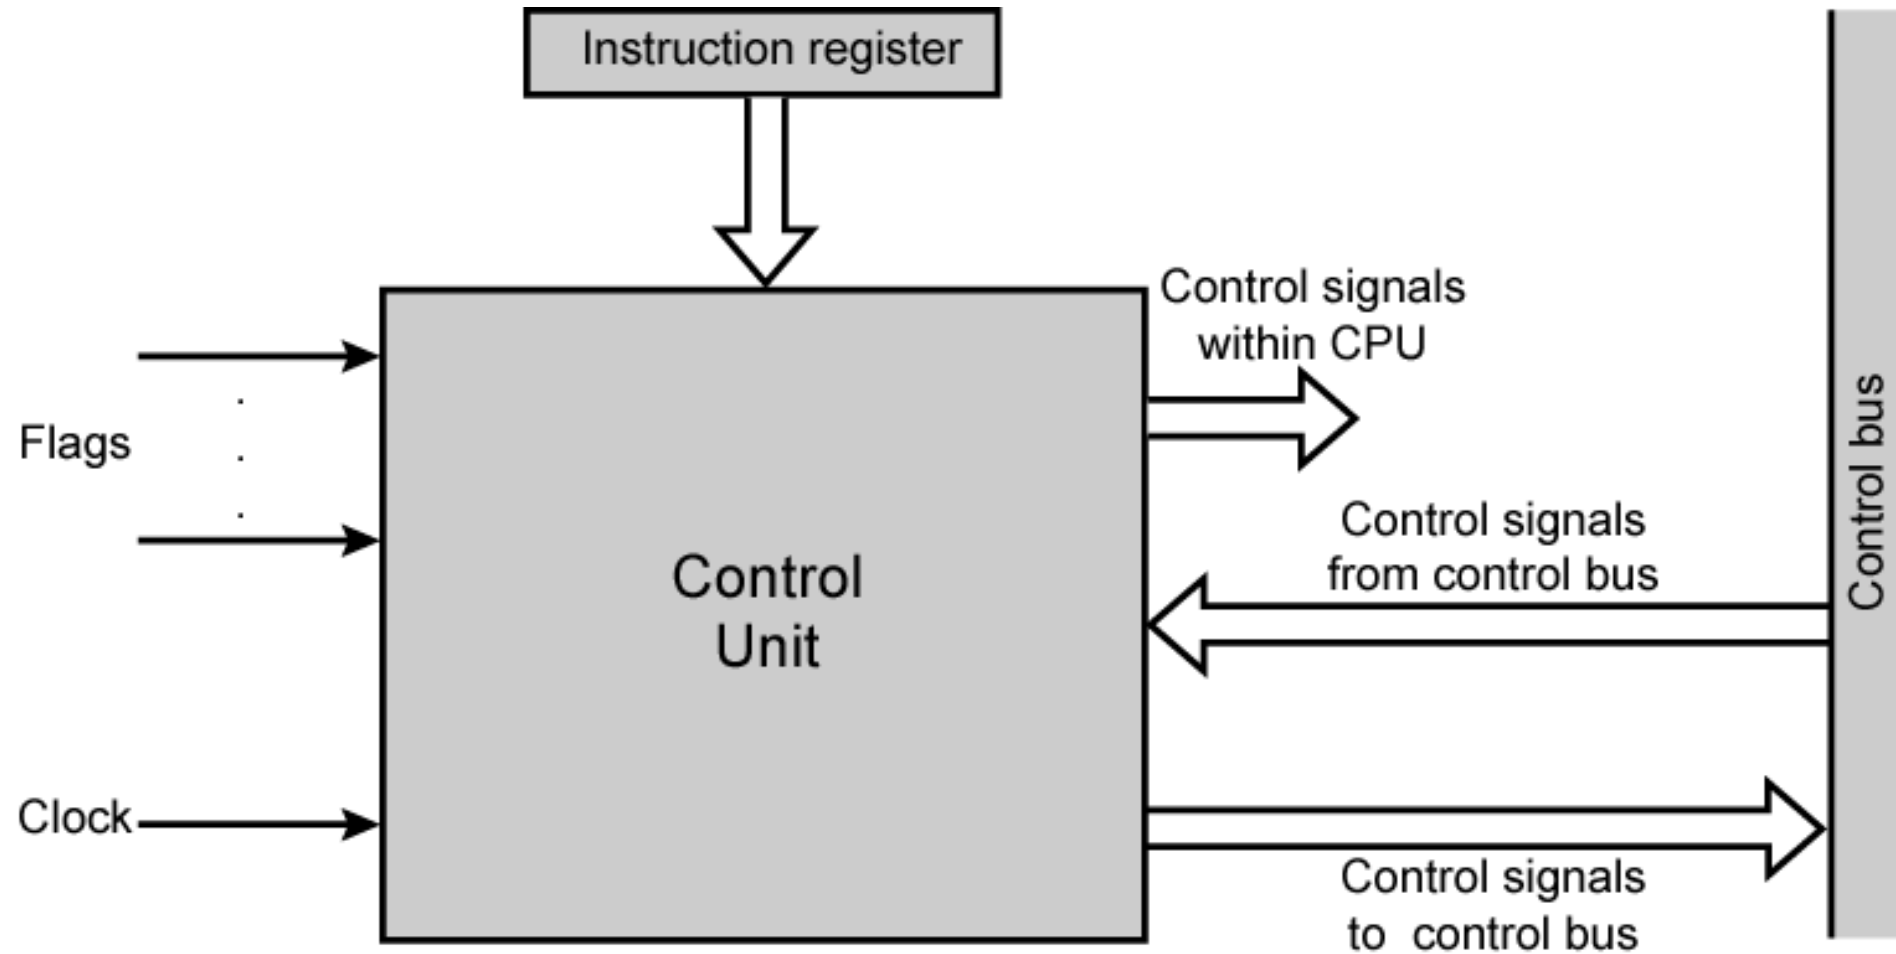 Instruction register
Control signals
within CPU
Flags
Control signals
from control bus
Control
Unit
Control bus
Clock
Control signals
to control bus